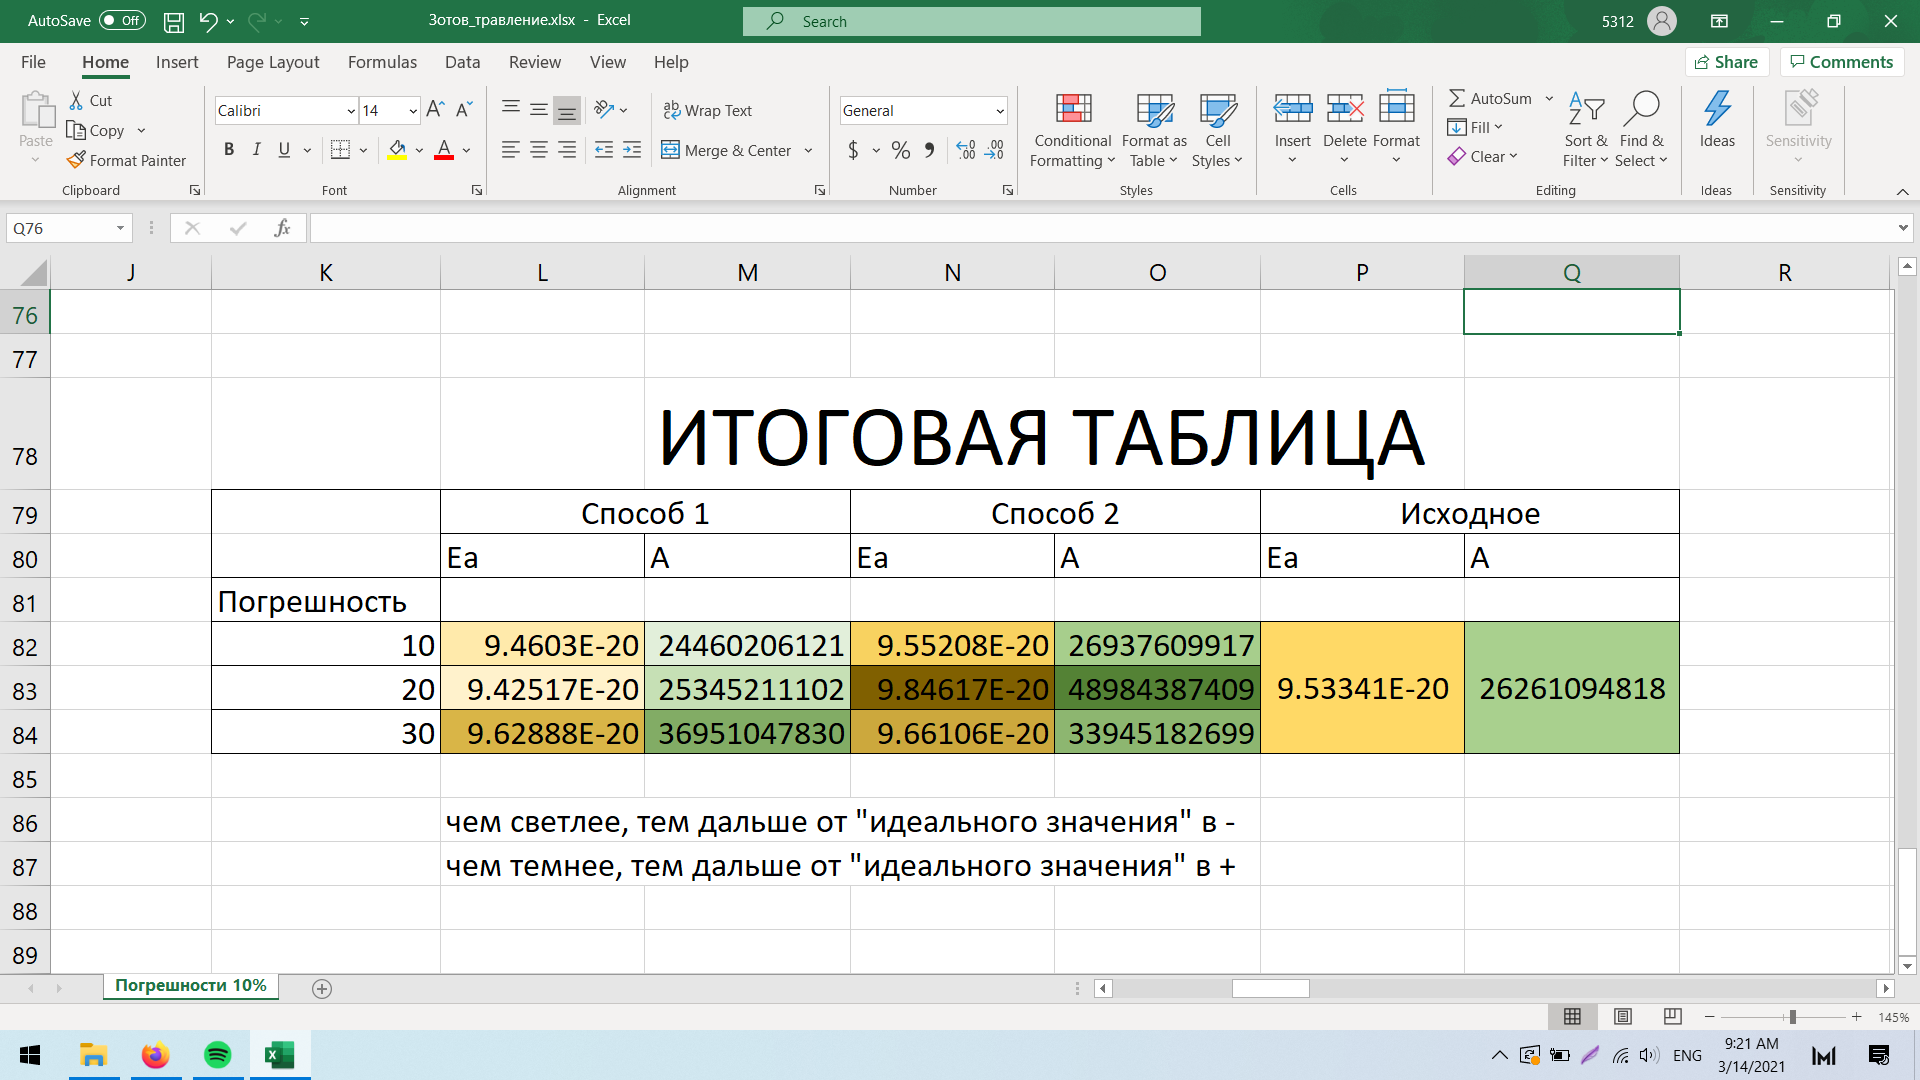 AutoSave Off Зотов_травление.xlsx - Excel Search 5312
File Home Insert Page Layout Formulas Data Review View Help Share Comments
Paste Cut Copy Format Painter Clipboard
Calibri 14 A A B I U A Font
ab Wrap Text Merge & Center Alignment
General $ % Number
Conditional Formatting Format as Table Cell Styles Styles
Insert Delete Format Cells
AutoSum Fill Clear Sort & Filter Find & Select Editing
Ideas Ideas
Sensitivity Sensitivity
Q76 fx
J K L M N O P Q R
76
77
78 ИТОГОВАЯ ТАБЛИЦА
79 Способ 1 Способ 2 Исходное
80 Ea A Ea A Ea A
81 Погрешность
82 10 9.4603E-20 24460206121 9.55208E-20 26937609917
83 20 9.42517E-20 25345211102 9.84617E-20 48984387409 9.53341E-20 26261094818
84 30 9.62888E-20 36951047830 9.66106E-20 33945182699
85
86 чем светлее, тем дальше от "идеального значения" в -
87 чем темнее, тем дальше от "идеального значения" в +
88
89
Погрешности 10%
145%
ENG 9:21 AM
3/14/2021